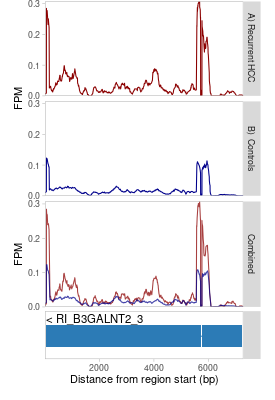 0.3
0.2
0.1
0.0
FPM
A) Recurrent HCC
0.3
0.2
0.1
0.0
B) Controls
0.3
0.2
0.1
0.0
FPM
Combined
< RI_B3GALNT2_3
2000
4000
6000
Distance from region start (bp)